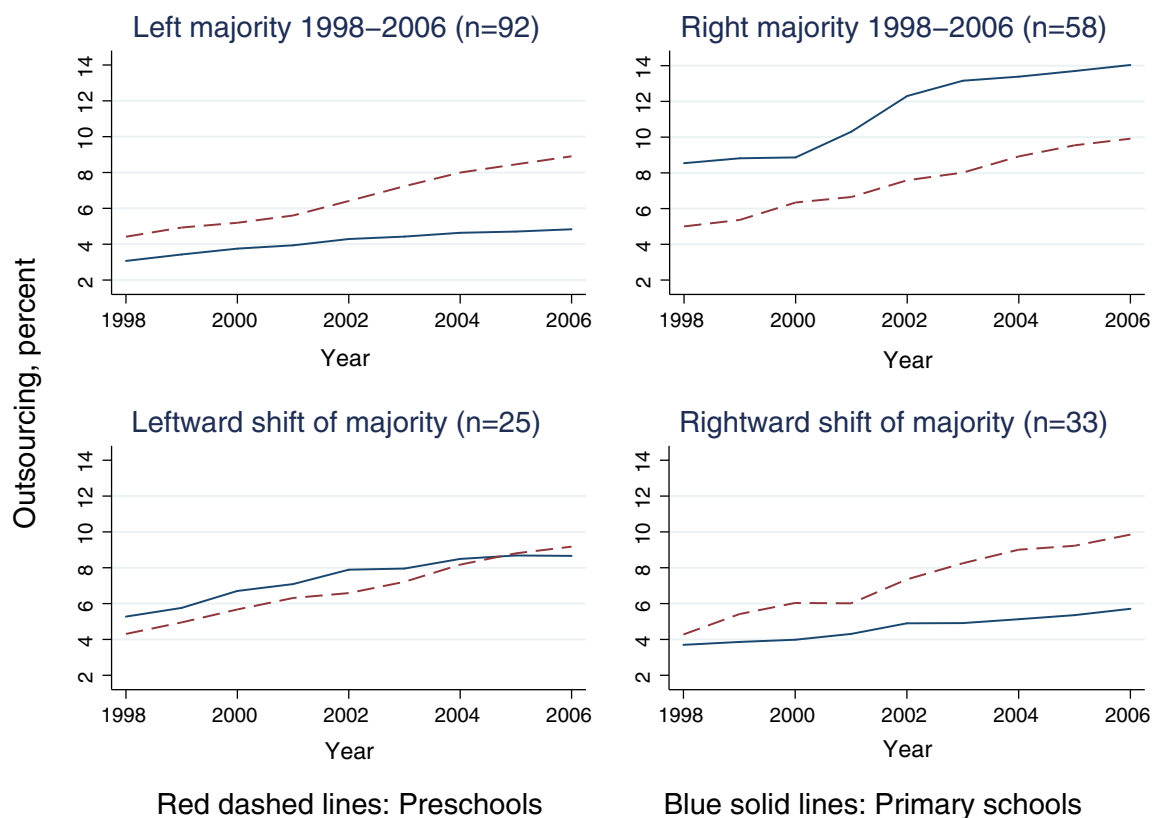 Left majority 1998–2006 (n=92)
Right majority 1998–2006 (n=58)
14
12
10
8
6
4
2
1998 2000 2002 2004 2006
Year
14
12
10
8
6
4
2
1998 2000 2002 2004 2006
Year
Outsourcing, percent
Leftward shift of majority (n=25)
Rightward shift of majority (n=33)
14
12
10
8
6
4
2
1998 2000 2002 2004 2006
Year
14
12
10
8
6
4
2
1998 2000 2002 2004 2006
Year
Red dashed lines: Preschools
Blue solid lines: Primary schools